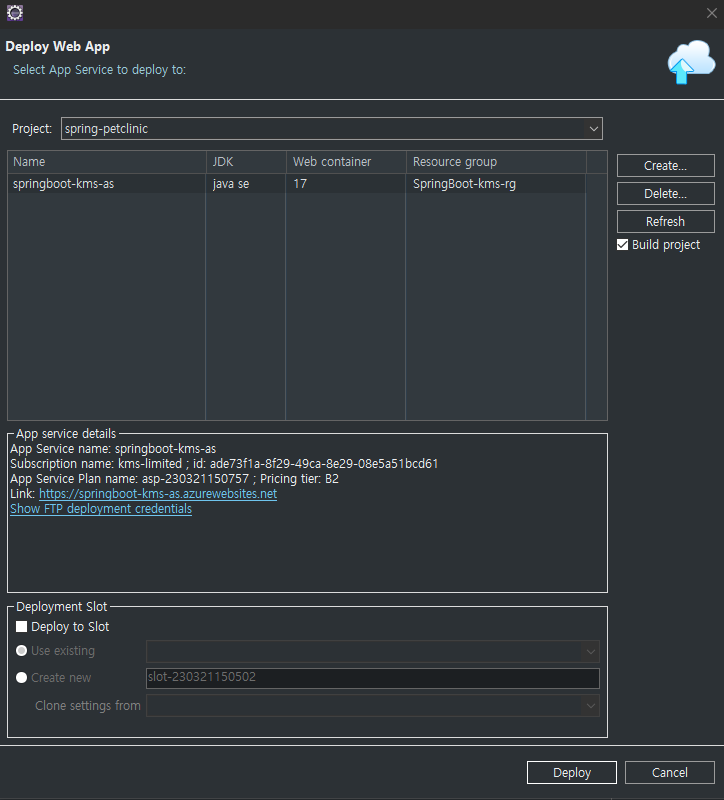 Deploy Web App
Select App Service to deploy to:
Project: spring-petclinic
Name JDK Web container Resource group
springboot-kms-as java se 17 SpringBoot-kms-rg
Create...
Delete...
Refresh
Build project
App service details
App Service name: springboot-kms-as
Subscription name: kms-limited ; id: ade73f1a-8f29-49ca-8e29-08e5a51bcd61
App Service Plan name: asp-230321150757 ; Pricing tier: B2
Link: https://springboot-kms-as.azurewebsites.net
Show FTP deployment credentials
Deployment Slot
Deploy to Slot
Use existing
Create new slot-230321150502
Clone settings from
Deploy Cancel